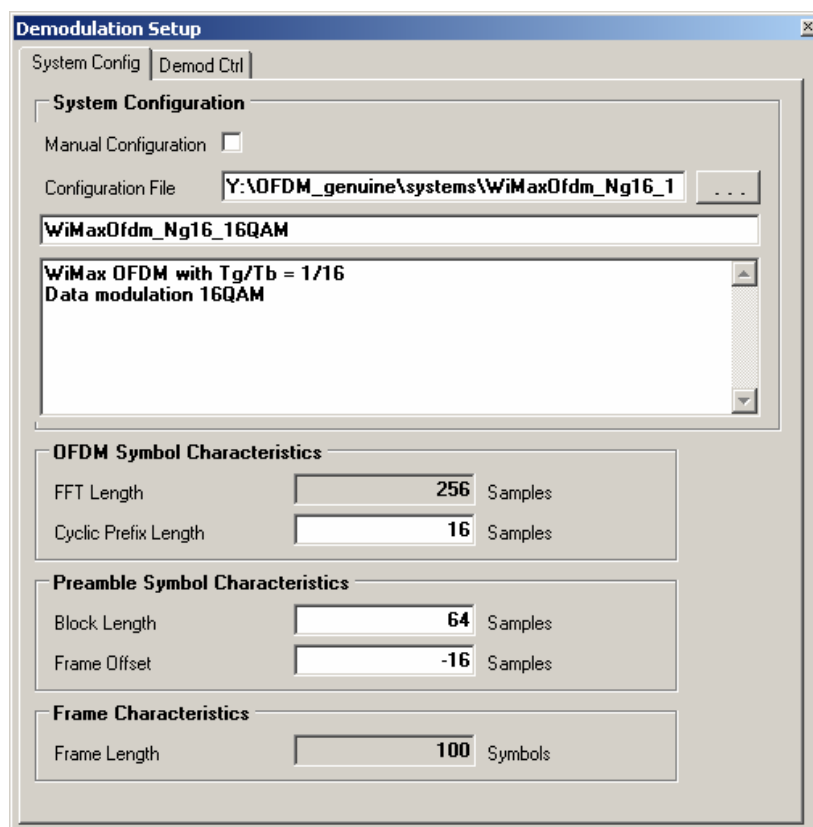 Demodulation Setup
System Config Demod Ctrl
System Configuration
Manual Configuration
Configuration File Y:\OFDM_genuine\systems\WiMaxOfdm_Ng16_1 ...
WiMaxOfdm_Ng16_16QAM
WiMax OFDM with Tg/Tb = 1/16
Data modulation 16QAM
OFDM Symbol Characteristics
FFT Length 256 Samples
Cyclic Prefix Length 16 Samples
Preamble Symbol Characteristics
Block Length 64 Samples
Frame Offset -16 Samples
Frame Characteristics
Frame Length 100 Symbols